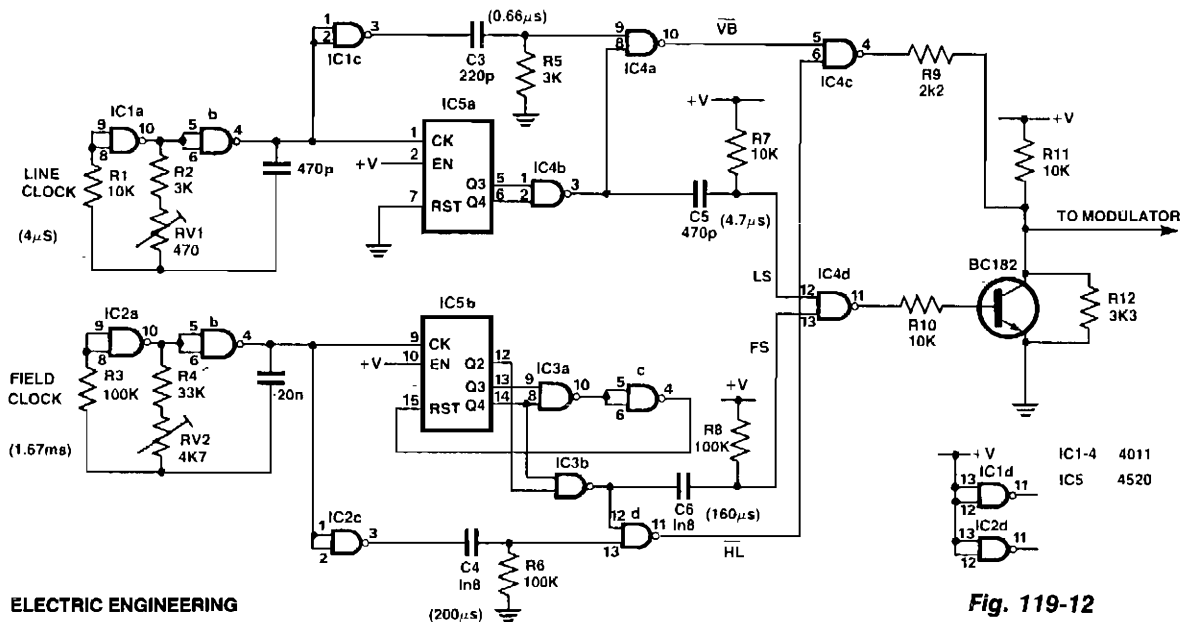 (0.66µs)
1
2
3
IC1c
C3
220p
R5
3K
9
8
10
IC4a
VB
5
6
4
IC4c
R9
2k2
+V
R11
10K
TO MODULATOR
IC1a
b
9
8
10
5
6
4
LINE
CLOCK
R1
10K
R2
3K
RV1
470
(4µS)
470p
IC5a
1
CK
+V
2
EN
7
RST
Q3
Q4
5
6
1
2
IC4b
3
+V
R7
10K
C5
470p
(4.7µs)
LS
IC4d
12
13
11
R10
10K
BC182
R12
3K3
IC2a
b
9
8
10
5
6
4
FIELD
CLOCK
R3
100K
R4
33K
RV2
4K7
(1.67ms)
20n
IC5b
9
CK
+V
10
EN
15
RST
Q2
Q3
Q4
12
13
14
IC3a
9
8
10
c
5
6
4
FS
+V
R8
100K
IC3b
C6
In8
(160µs)
12
13
d
11
HL
1
2
3
IC2c
C4
In8
R6
100K
(200µs)
+V
IC1d
13
12
11
IC2d
13
12
11
IC1-4 4011
IC5 4520
ELECTRIC ENGINEERING
Fig. 119-12